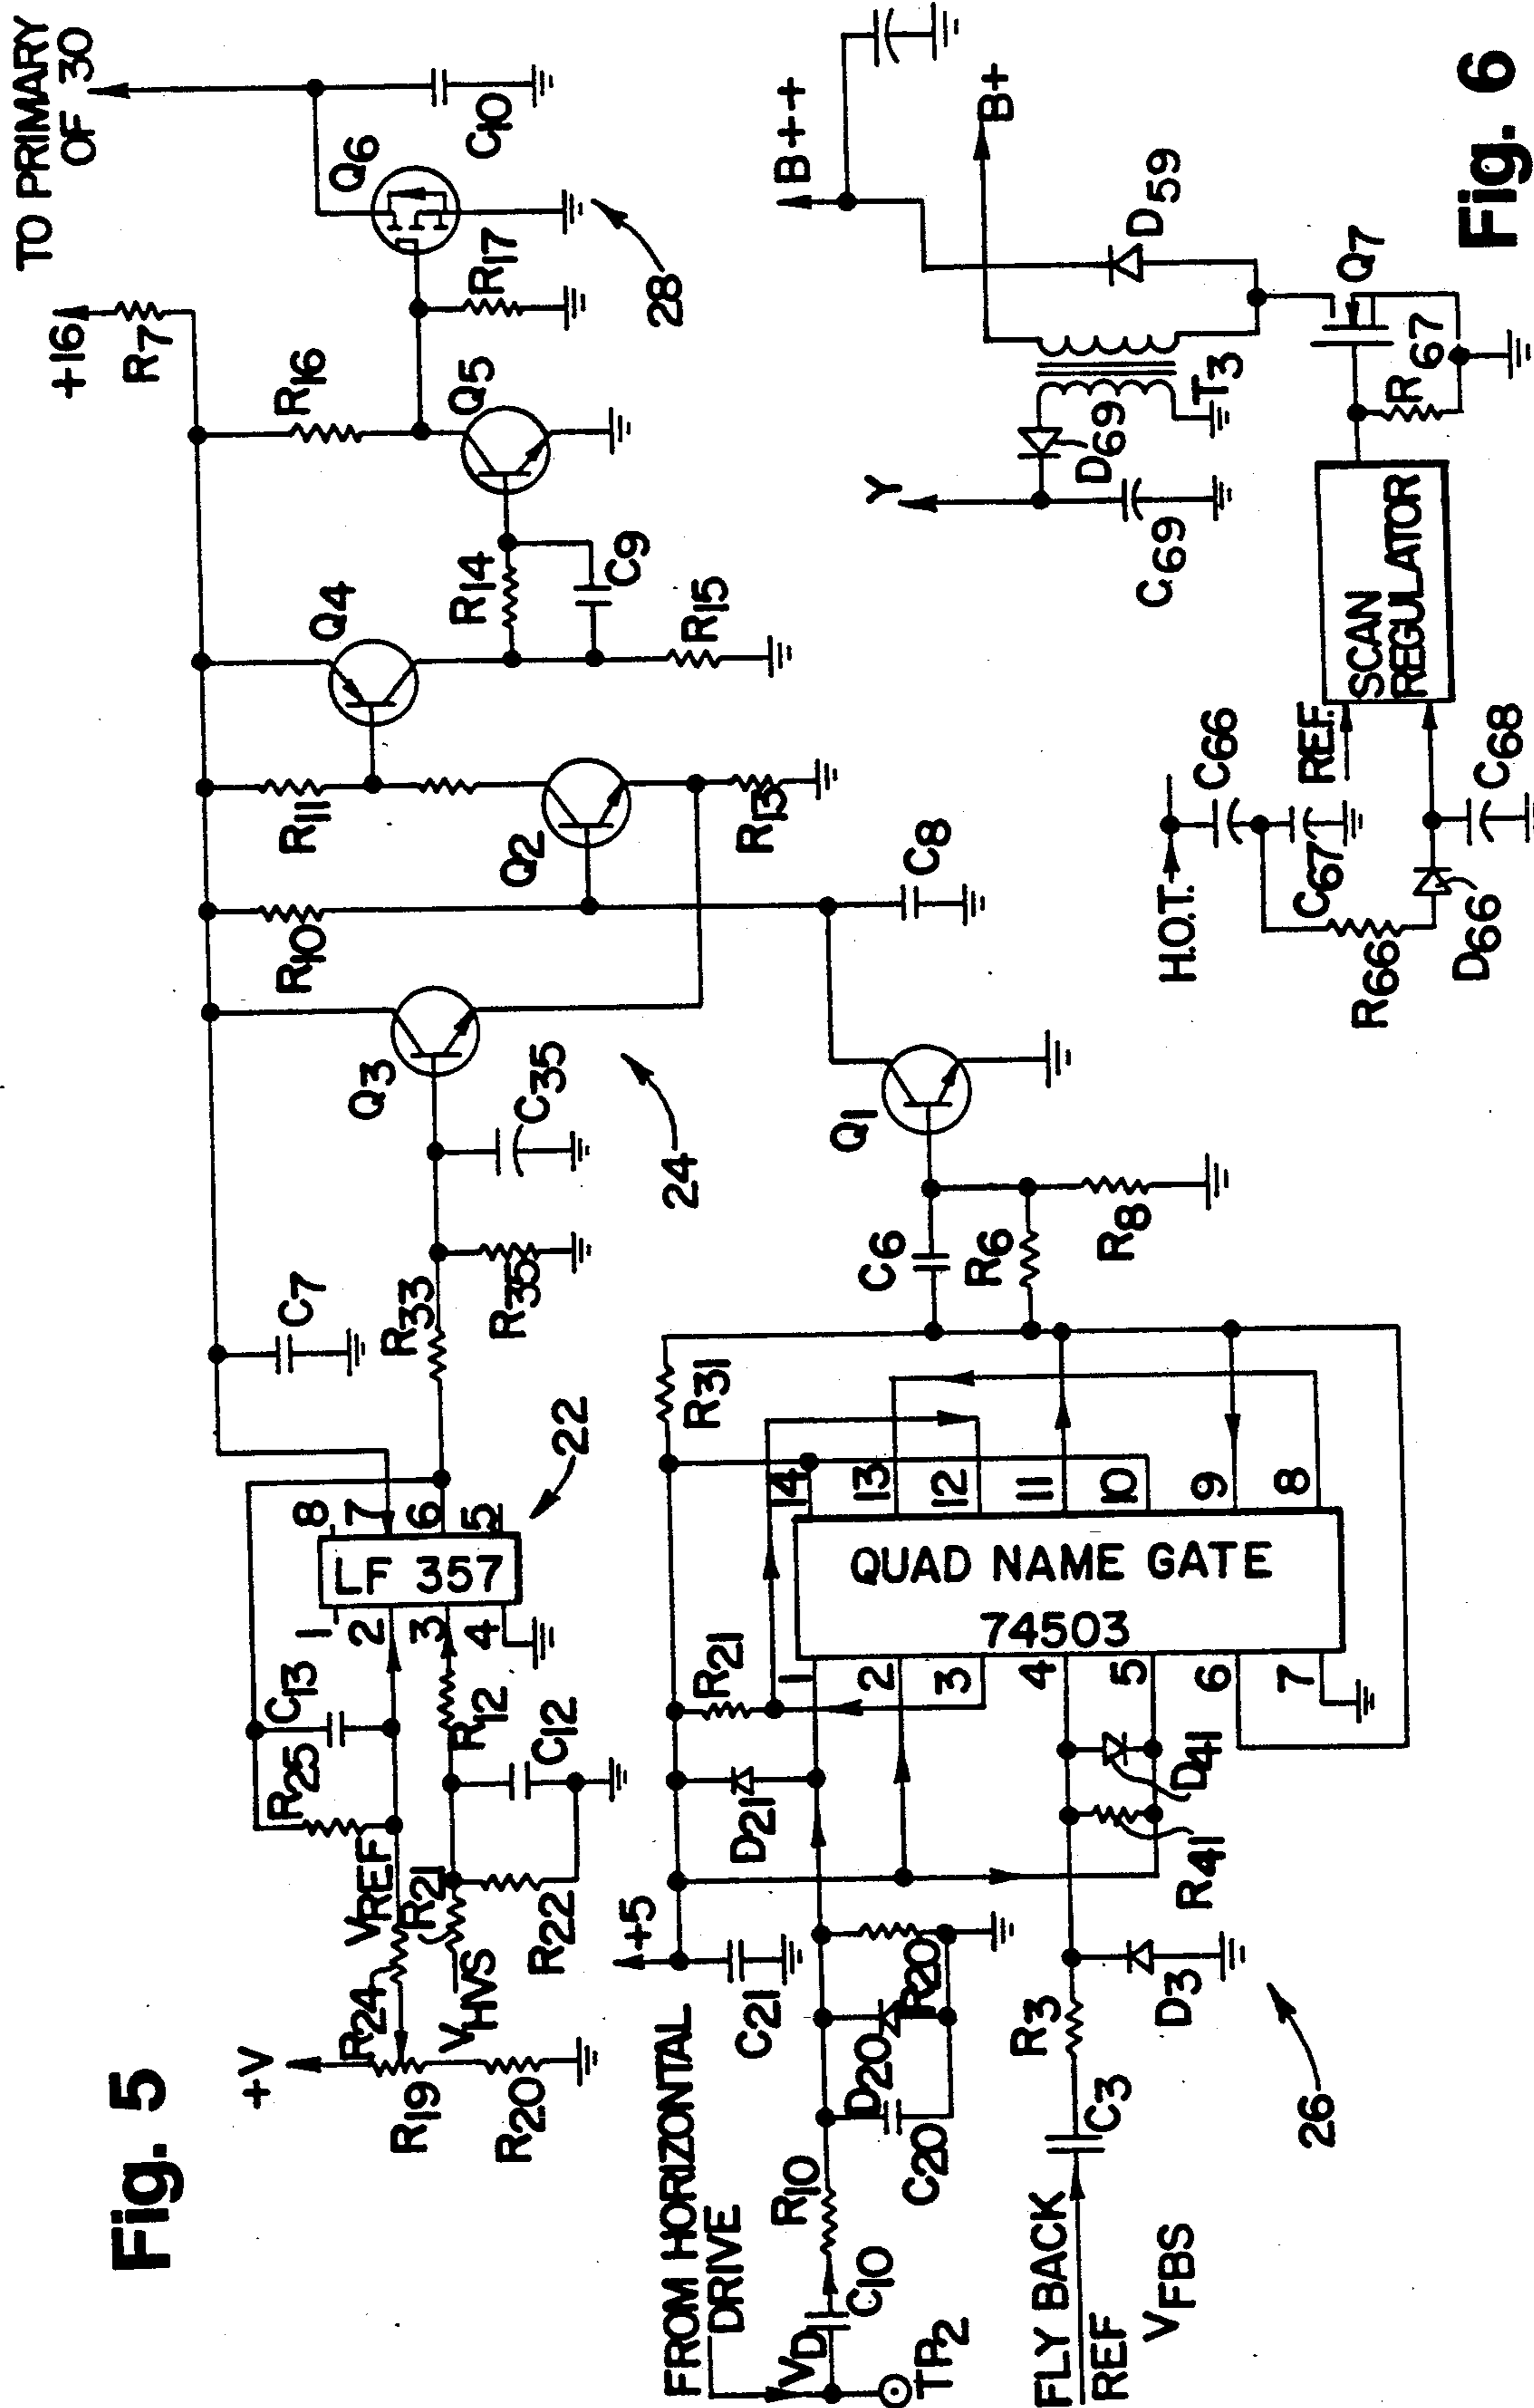 Fig. 5
+V
R19
R20
R24
VREF
R21
VHVS
R22
R25
C13
R12
C12
1
2
3
4
LF 357
8
7
6
5
22
C7
R33
R35
C35
Q3
24
R10
R11
Q2
R13
C8
Q4
R14
C9
R15
+16
R7
R16
Q5
R17
Q6
C10
28
TO PRIMARY
OF 30
FROM HORIZONTAL
DRIVE
VD
TP2
C10
R10
C20
D20
R20
C21
+5
D21
R21
R31
FLY BACK
REF
VFBS
C3
R3
D3
R41
D41
26
1
2
3
4
5
6
7
QUAD NAME GATE
74503
14
13
12
11
10
9
8
C6
R6
R8
Q1
Fig. 6
H.O.T.
C66
C67
R66
D66
C68
REF.
SCAN
REGULATOR
R67
Q7
Y
C69
D69
T3
D59
B+
B++